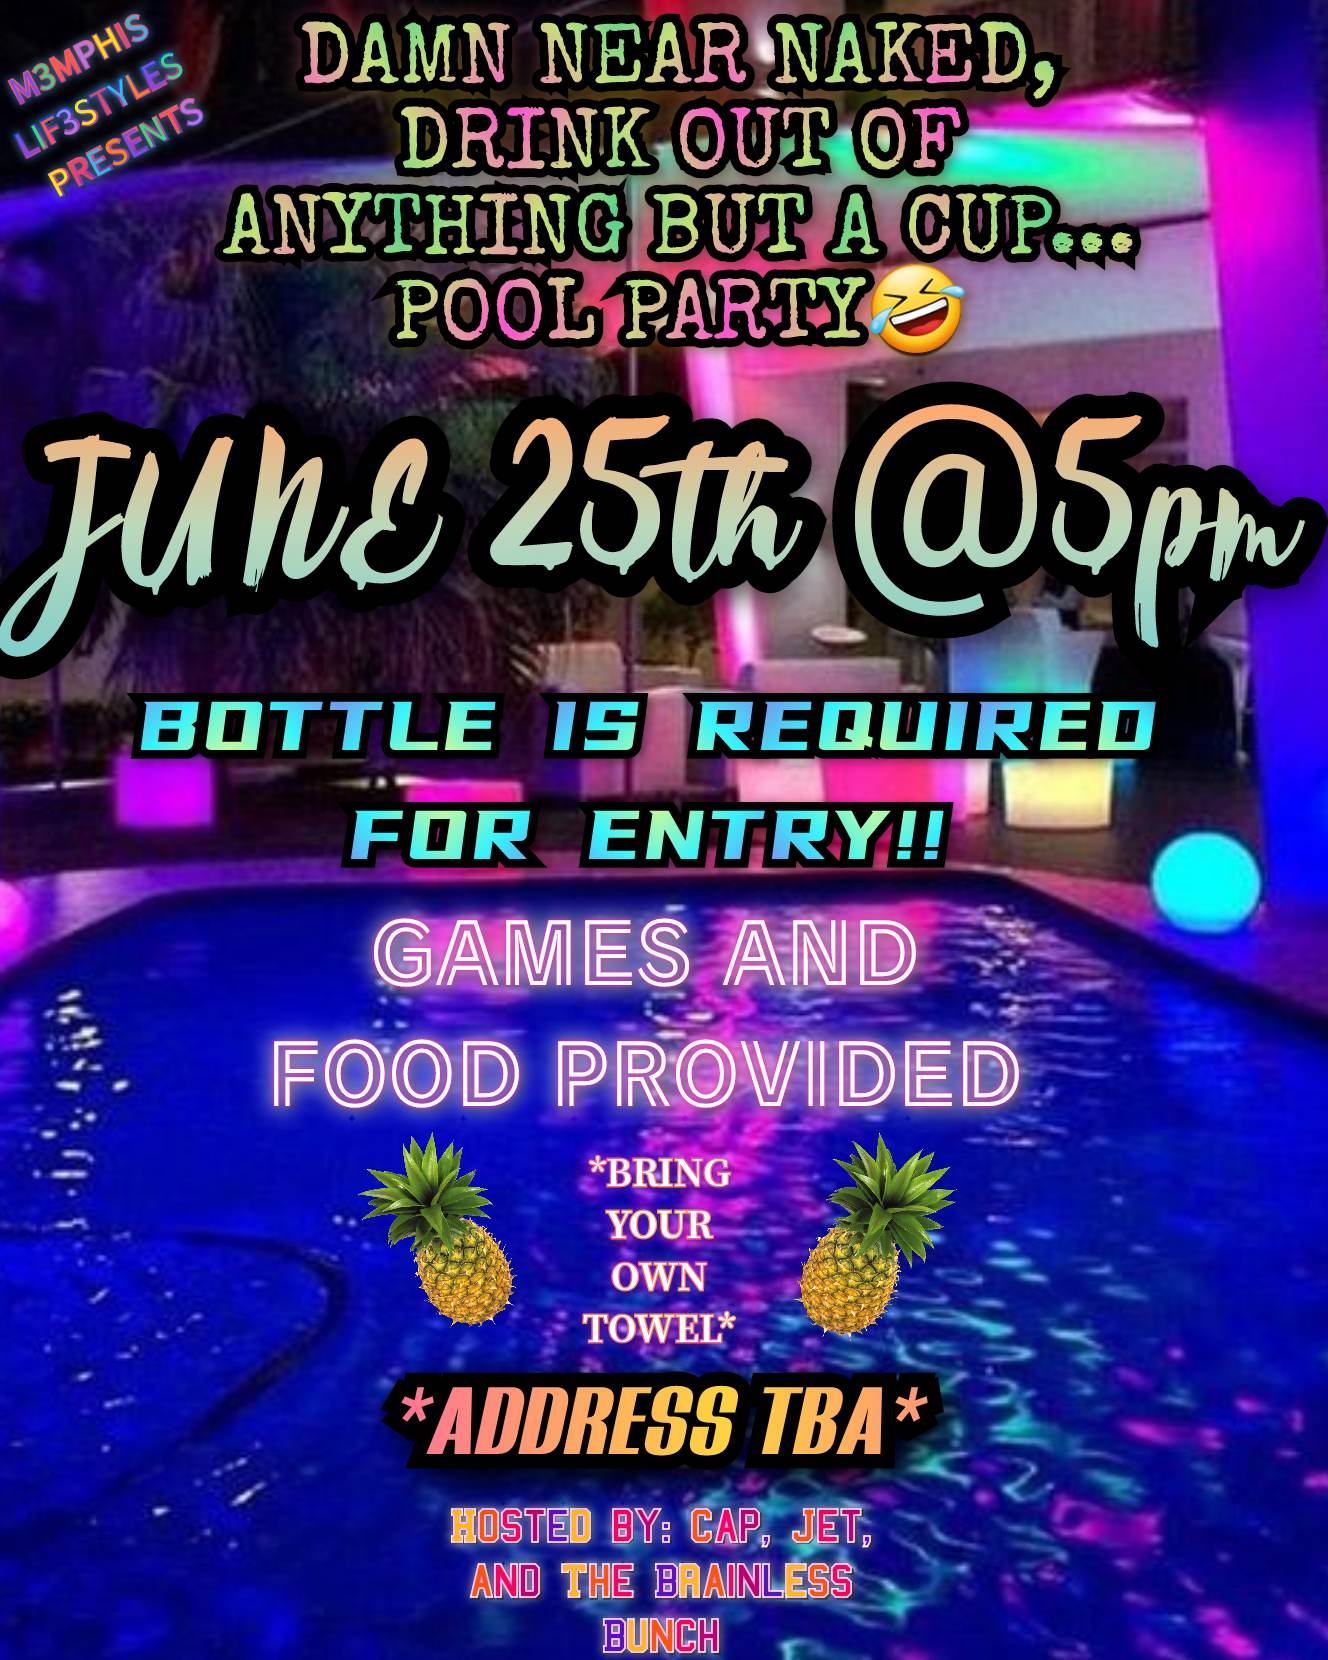 M3MPHIS
LIF3STYLES
PRESENTS
DAMN NEAR NAKED,
DRINK OUT OF
ANYTHING BUT A CUP...
POOL PARTY🤣
JUNE 25th @5pm
BOTTLE IS REQUIRED
FOR ENTRY!!
GAMES AND
FOOD PROVIDED
*BRING
YOUR
OWN
TOWEL*
*ADDRESS TBA*
HOSTED BY: CAP, JET,
AND THE BRAINLESS
BUNCH